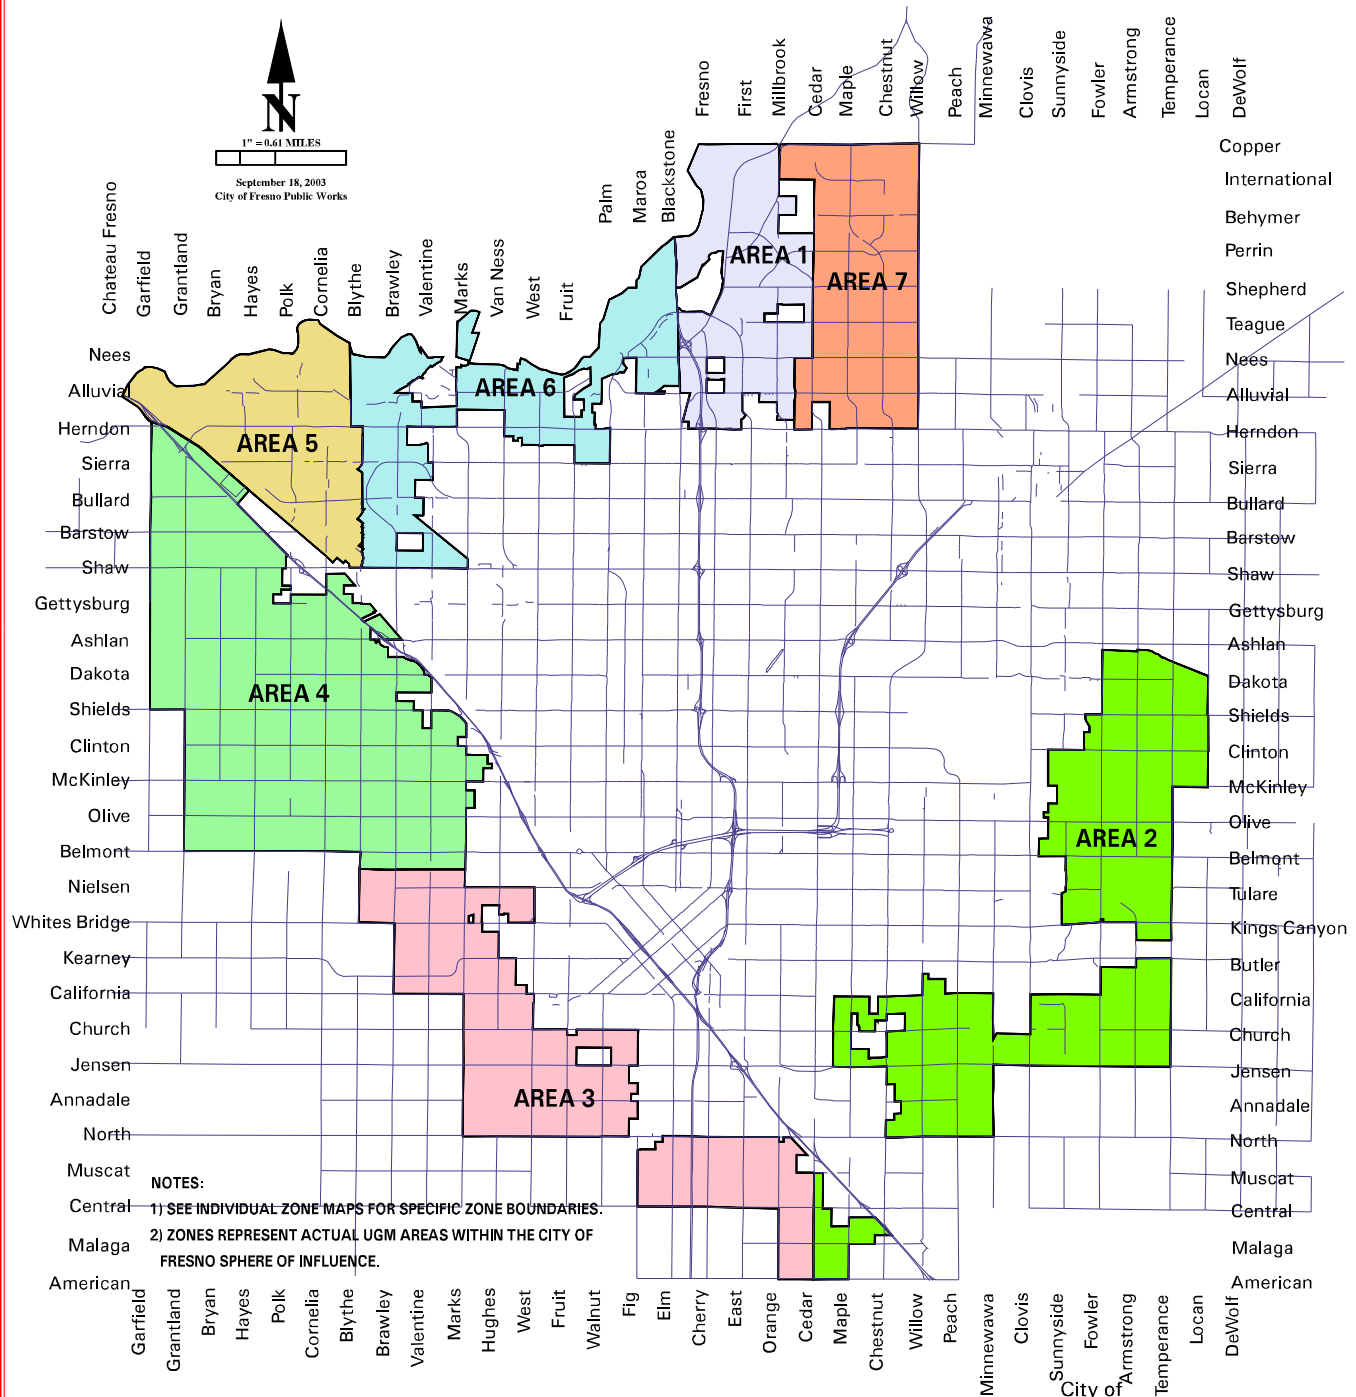 N
1" = 0.61 MILES
September 18, 2003
City of Fresno Public Works
Chateau Fresno
Garfield
Grantland
Bryan
Hayes
Polk
Cornelia
Blythe
Brawley
Valentine
Marks
Van Ness
West
Fruit
Palm
Maroa
Blackstone
Fresno
First
Millbrook
Cedar
Maple
Chestnut
Willow
Peach
Minnewawa
Clovis
Sunnyside
Fowler
Armstrong
Temperance
Locan
DeWolf
Nees
Alluvial
Herndon
Sierra
Bullard
Barstow
Shaw
Gettysburg
Ashlan
Dakota
Shields
Clinton
McKinley
Olive
Belmont
Nielsen
Whites Bridge
Kearney
California
Church
Jensen
Annadale
North
Muscat
Central
Malaga
American
AREA 1
AREA 7
AREA 6
AREA 5
AREA 4
AREA 2
AREA 3
Copper
International
Behymer
Perrin
Shepherd
Teague
Nees
Alluvial
Herndon
Sierra
Bullard
Barstow
Shaw
Gettysburg
Ashlan
Dakota
Shields
Clinton
McKinley
Olive
Belmont
Tulare
Kings Canyon
Butler
California
Church
Jensen
Annadale
North
Muscat
Central
Malaga
American
NOTES:
1) SEE INDIVIDUAL ZONE MAPS FOR SPECIFIC ZONE BOUNDARIES.
2) ZONES REPRESENT ACTUAL UGM AREAS WITHIN THE CITY OF
FRESNO SPHERE OF INFLUENCE.
Garfield
Grantland
Bryan
Hayes
Polk
Cornelia
Blythe
Brawley
Valentine
Marks
Hughes
West
Fruit
Walnut
Fig
Elm
Cherry
East
Orange
Cedar
Maple
Chestnut
Willow
Peach
Minnewawa
Clovis
Sunnyside
Fowler
Armstrong
Temperance
Locan
DeWolf
City of